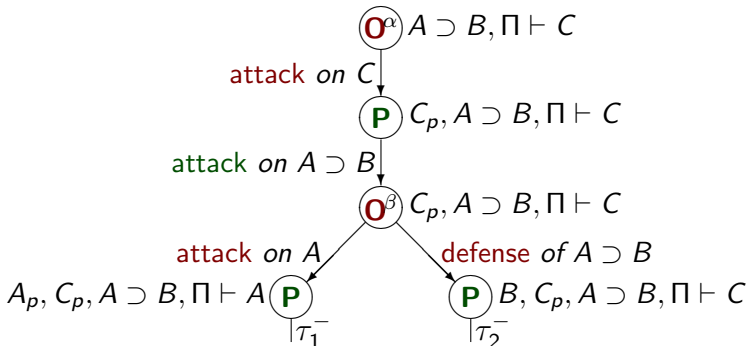 O^α A ⊃ B, Π ⊢ C
attack on C
P C_p, A ⊃ B, Π ⊢ C
attack on A ⊃ B
O^β C_p, A ⊃ B, Π ⊢ C
attack on A defense of A ⊃ B
A_p, C_p, A ⊃ B, Π ⊢ A P P B, C_p, A ⊃ B, Π ⊢ C
τ_1^- τ_2^-